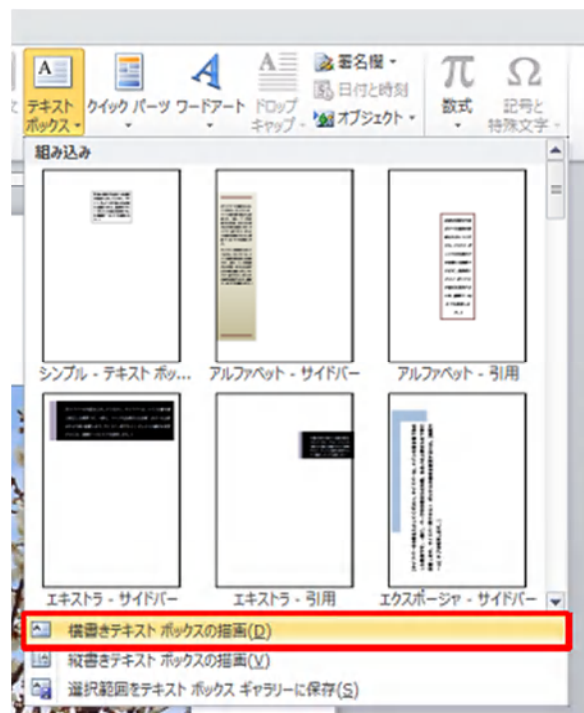 テキスト
ボックス
クイック パーツ
ワードアート
ドロップ
キャップ
署名欄
日付と時刻
オブジェクト
数式
記号と
特殊文字
組み込み
シンプル - テキスト ボッ...
アルファベット - サイドバー
アルファベット - 引用
エキストラ - サイドバー
エキストラ - 引用
エクスポージャ - サイドバー
横書きテキスト ボックスの描画(D)
縦書きテキスト ボックスの描画(V)
選択範囲をテキスト ボックス ギャラリーに保存(S)